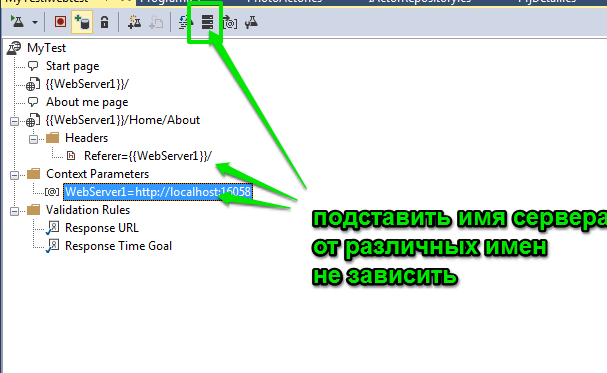 MyTest
Start page
{{WebServer1}}/
About me page
{{WebServer1}}/Home/About
Headers
Referer={{WebServer1}}/
Context Parameters
WebServer1=http://localhost:16058
Validation Rules
Response URL
Response Time Goal
подставить имя сервера
от различных имен
не зависить